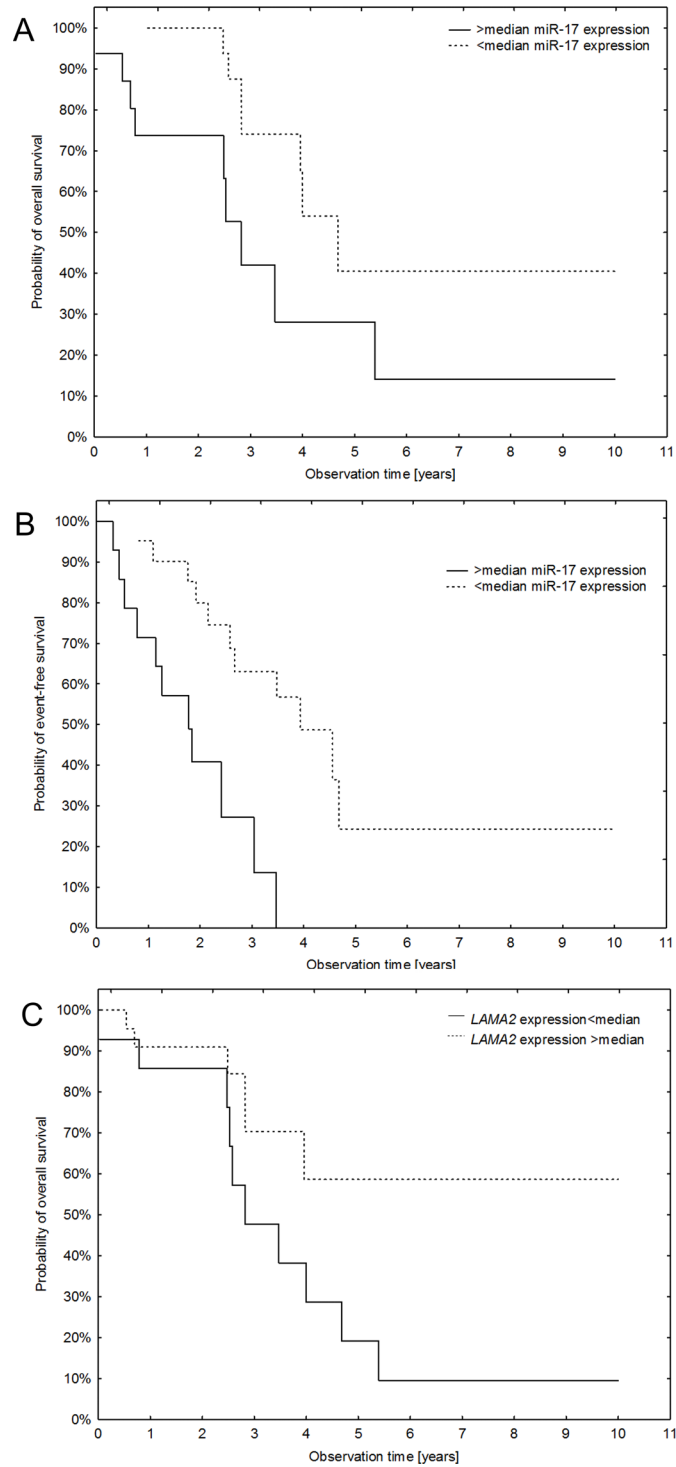 A
100%
90%
80%
70%
60%
50%
40%
30%
20%
10%
0%
Probability of overall survival
>median miR-17 expression
<median miR-17 expression
0 1 2 3 4 5 6 7 8 9 10 11
Observation time [years]
B
100%
90%
80%
70%
60%
50%
40%
30%
20%
10%
0%
Probability of event-free survival
>median miR-17 expression
<median miR-17 expression
0 1 2 3 4 5 6 7 8 9 10 11
Observation time [years]
C
100%
90%
80%
70%
60%
50%
40%
30%
20%
10%
0%
Probability of overall survival
LAMA2 expression<median
LAMA2 expression >median
0 1 2 3 4 5 6 7 8 9 10 11
Observation time [years]